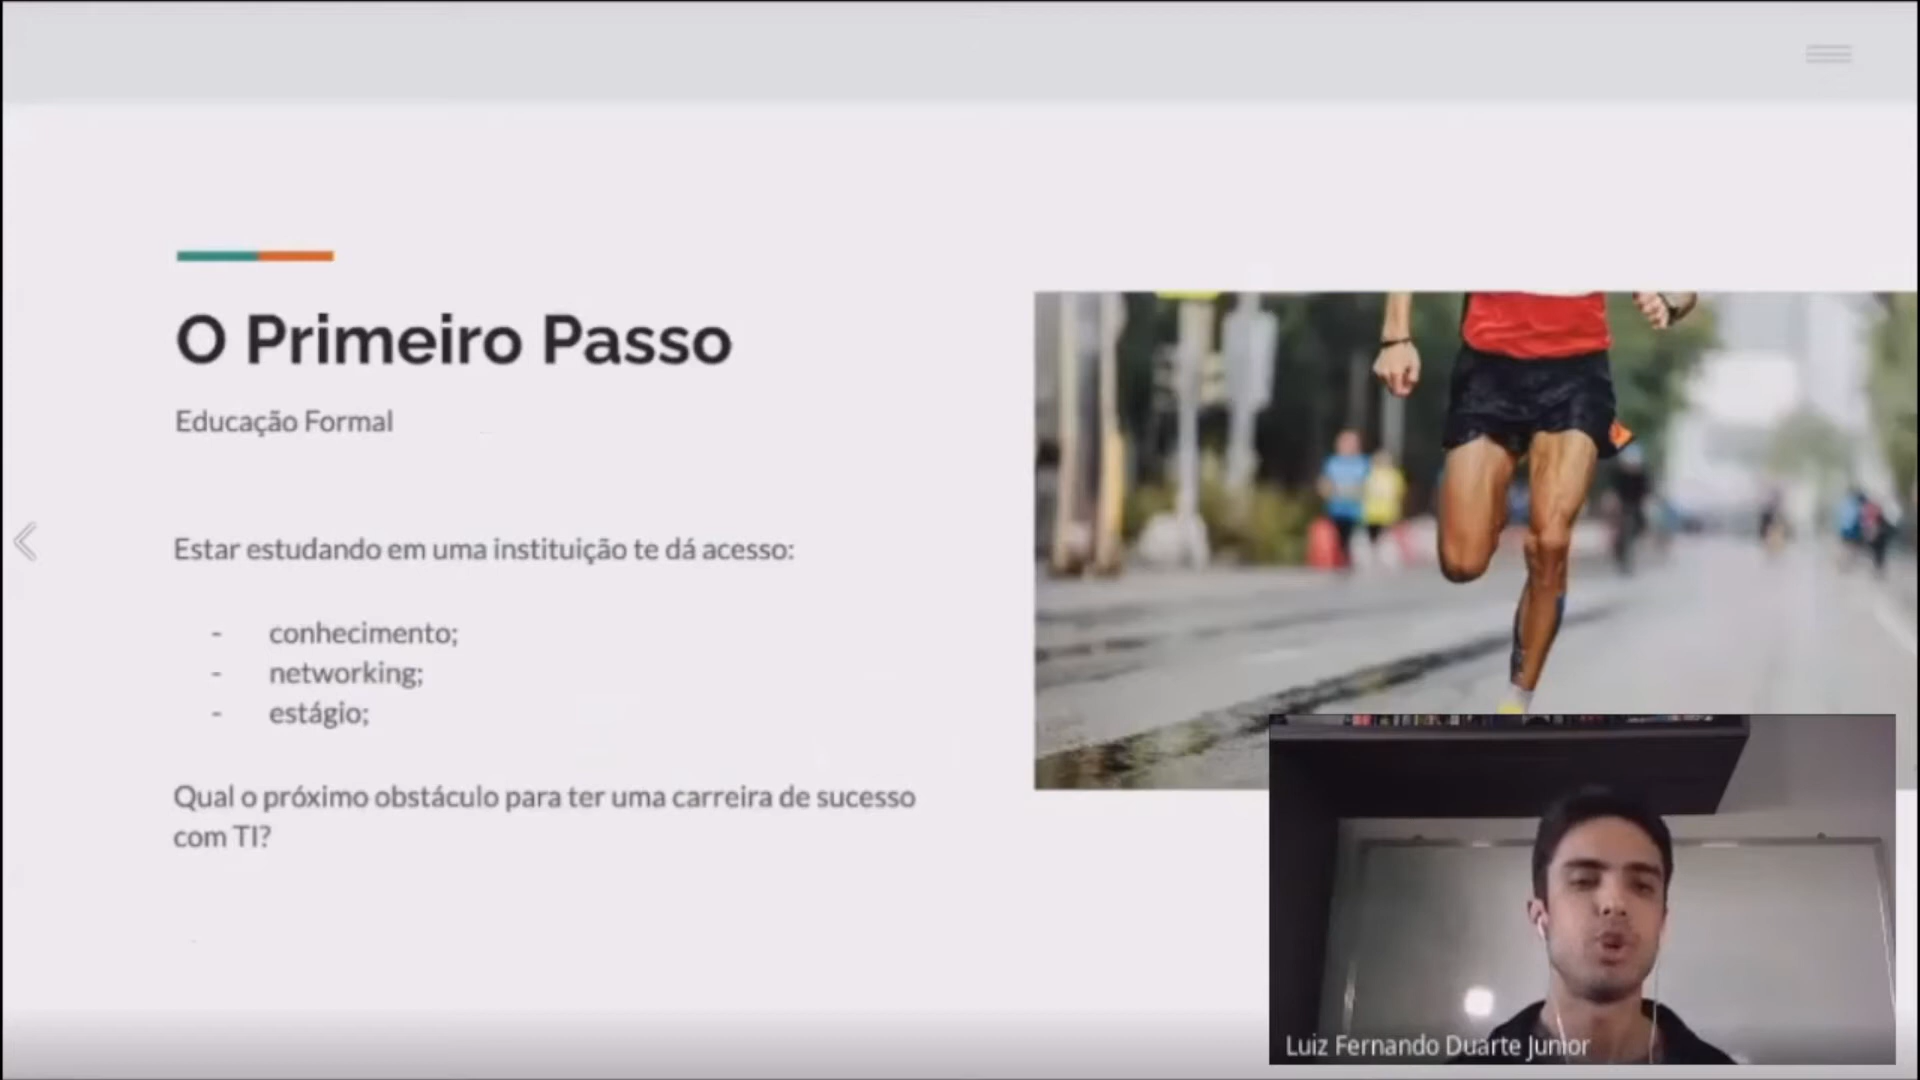 O Primeiro Passo
Educação Formal
Estar estudando em uma instituição te dá acesso:
- conhecimento;
- networking;
- estágio;
Qual o próximo obstáculo para ter uma carreira de sucesso
com TI?
Luiz Fernando Duarte Junior